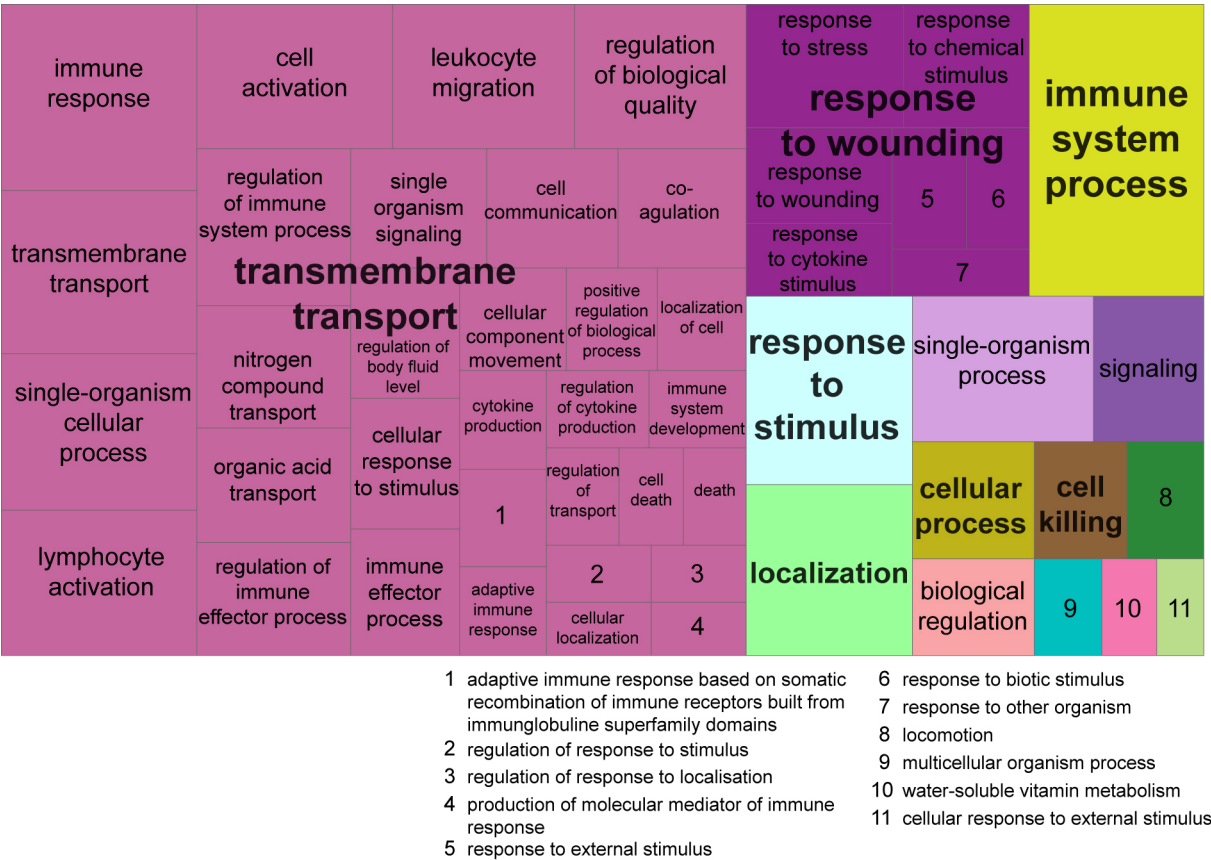 immune
response
cell
activation
leukocyte
migration
regulation
of biological
quality
transmembrane
transport
regulation
of immune
system process
single
organism
signaling
cell
communication
co-
agulation
transmembrane
transport
single-organism
cellular
process
nitrogen
compound
transport
regulation of
body fluid
level
cellular
component
movement
positive
regulation
of biological
process
localization
of cell
cytokine
production
regulation
of cytokine
production
immune
system
development
organic acid
transport
cellular
response
to stimulus
1
regulation
of
transport
cell
death
death
lymphocyte
activation
regulation of
immune
effector process
immune
effector
process
adaptive
immune
response
2
3
cellular
localization
4
response
to stress
response
to chemical
stimulus
response
to wounding
response
to wounding
5
6
response
to cytokine
stimulus
7
immune
system
process
response
to
stimulus
single-organism
process
signaling
localization
cellular
process
cell
killing
8
biological
regulation
9
10
11
1 adaptive immune response based on somatic
recombination of immune receptors built from
immunglobuline superfamily domains
2 regulation of response to stimulus
3 regulation of response to localisation
4 production of molecular mediator of immune
response
5 response to external stimulus
6 response to biotic stimulus
7 response to other organism
8 locomotion
9 multicellular organism process
10 water-soluble vitamin metabolism
11 cellular response to external stimulus